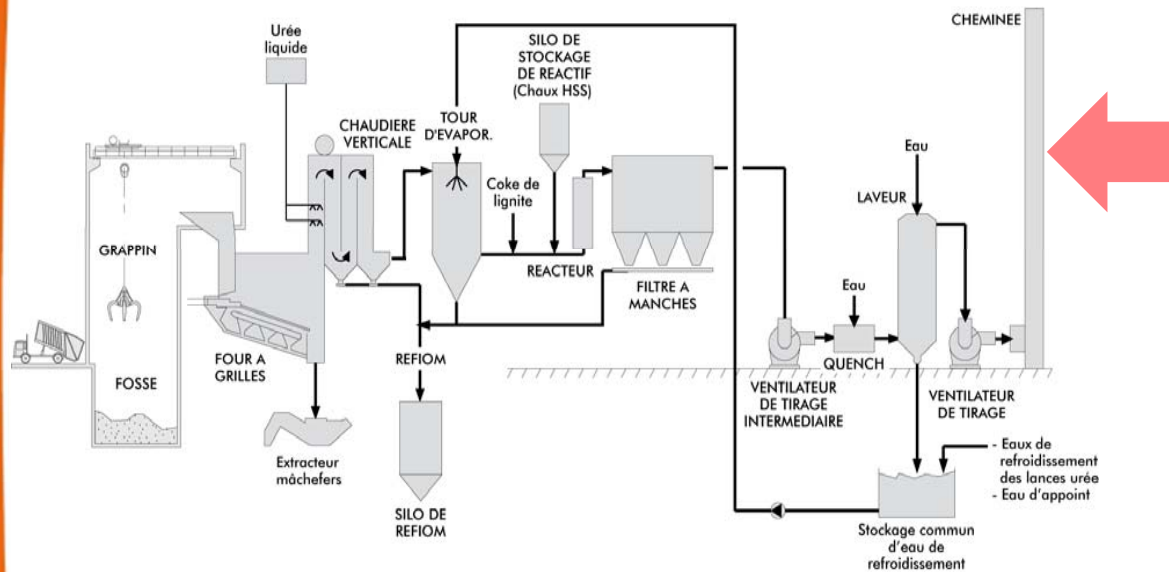 CHEMINEE
Urée
liquide
SILO DE
STOCKAGE
DE REACTIF
(Chaux HSS)
CHAUDIERE
VERTICALE
TOUR
D'EVAPOR.
Coke de
lignite
Eau
LAVEUR
GRAPPIN
REACTEUR
FILTRE A
MANCHES
Eau
QUENCH
FOUR A
GRILLES
FOSSE
REFIOM
VENTILATEUR
DE TIRAGE
INTERMEDIAIRE
VENTILATEUR
DE TIRAGE
Extracteur
mâchefers
SILO DE
REFIOM
- Eaux de
refroidissement
des lances urée
- Eau d'appoint
Stockage commun
d'eau de
refroidissement